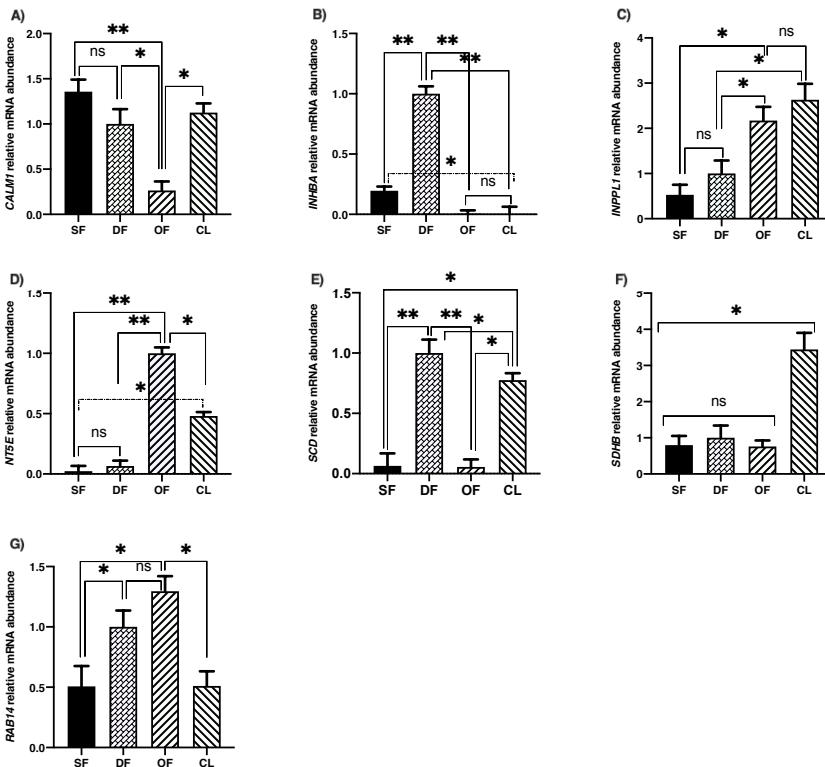 A)
CALM1 relative mRNA abundance
2.0
1.5
1.0
0.5
0.0
**
ns
*
*
SF DF OF CL
B)
INHBA relative mRNA abundance
1.5
1.0
0.5
0.0
** **
**
*
ns
SF DF OF CL
C)
INPPL1 relative mRNA abundance
4
3
2
1
0
* ns
*
*
ns
SF DF OF CL
D)
NT5E relative mRNA abundance
1.5
1.0
0.5
0.0
**
** *
*
ns
SF DF OF CL
E)
SCD relative mRNA abundance
1.5
1.0
0.5
0.0
*
** ** *
*
SF DF OF CL
F)
SDHB relative mRNA abundance
5
4
3
2
1
0
*
ns
SF DF OF CL
G)
RAB14 relative mRNA abundance
1.5
1.0
0.5
0.0
* *
* ns
SF DF OF CL